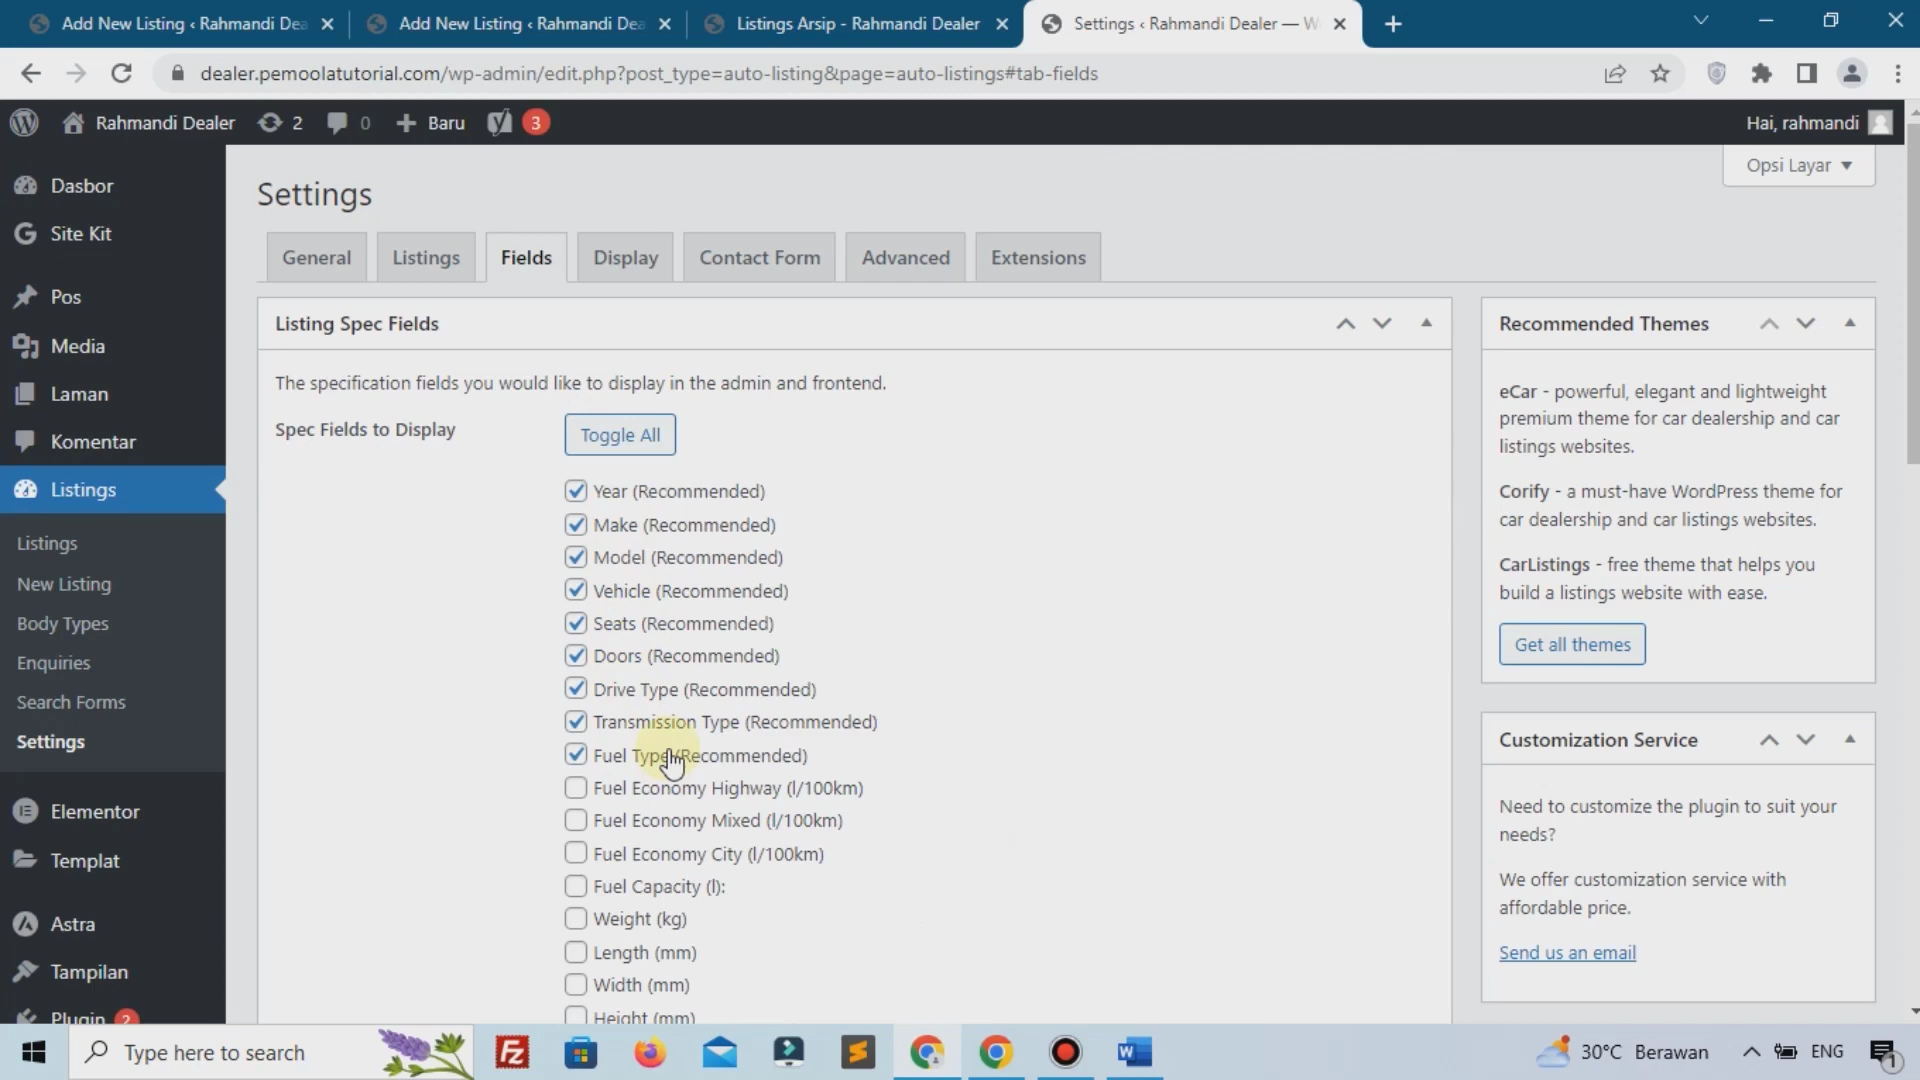 Add New Listing ‹ Rahmandi Dea
Add New Listing ‹ Rahmandi Dea
Listings Arsip - Rahmandi Dealer
Settings ‹ Rahmandi Dealer — W
dealer.pemoolatutorial.com/wp-admin/edit.php?post_type=auto-listing&page=auto-listings#tab-fields
Rahmandi Dealer
2
0
Baru
3
Hai, rahmandi
Opsi Layar
Dasbor
Site Kit
Pos
Media
Laman
Komentar
Listings
Listings
New Listing
Body Types
Enquiries
Search Forms
Settings
Elementor
Templat
Astra
Tampilan
Plugin 2
Settings
General
Listings
Fields
Display
Contact Form
Advanced
Extensions
Listing Spec Fields
The specification fields you would like to display in the admin and frontend.
Spec Fields to Display
Toggle All
Year (Recommended)
Make (Recommended)
Model (Recommended)
Vehicle (Recommended)
Seats (Recommended)
Doors (Recommended)
Drive Type (Recommended)
Transmission Type (Recommended)
Fuel Type (Recommended)
Fuel Economy Highway (l/100km)
Fuel Economy Mixed (l/100km)
Fuel Economy City (l/100km)
Fuel Capacity (l):
Weight (kg)
Length (mm)
Width (mm)
Height (mm)
Recommended Themes
eCar - powerful, elegant and lightweight
premium theme for car dealership and car
listings websites.
Corify - a must-have WordPress theme for
car dealership and car listings websites.
CarListings - free theme that helps you
build a listings website with ease.
Get all themes
Customization Service
Need to customize the plugin to suit your
needs?
We offer customization service with
affordable price.
Send us an email
Type here to search
30°C Berawan
ENG
1